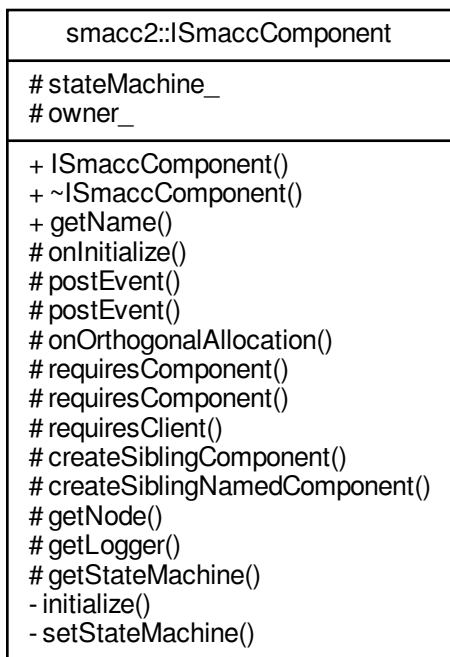 smacc2::ISmaccComponent
# stateMachine_
# owner_
+ ISmaccComponent()
+ ~ISmaccComponent()
+ getName()
# onInitialize()
# postEvent()
# postEvent()
# onOrthogonalAllocation()
# requiresComponent()
# requiresComponent()
# requiresClient()
# createSiblingComponent()
# createSiblingNamedComponent()
# getNode()
# getLogger()
# getStateMachine()
- initialize()
- setStateMachine()